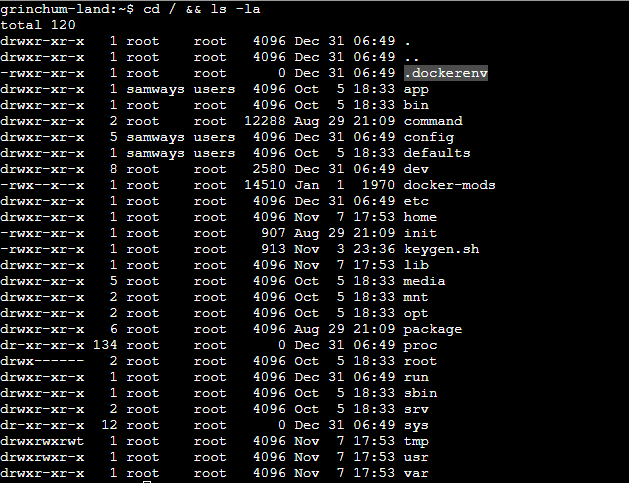 grinchum-land:~$ cd / && ls -la
total 120
drwxr-xr-x   1 root    root   4096 Dec 31 06:49 .
drwxr-xr-x   1 root    root   4096 Dec 31 06:49 ..
-rwxr-xr-x   1 root    root      0 Dec 31 06:49 .dockerenv
drwxr-xr-x   1 samways users  4096 Oct  5 18:33 app
drwxr-xr-x   1 root    root   4096 Oct  5 18:33 bin
drwxr-xr-x   2 root    root  12288 Aug 29 21:09 command
drwxr-xr-x   5 samways users  4096 Dec 31 06:49 config
drwxr-xr-x   1 samways users  4096 Oct  5 18:33 defaults
drwxr-xr-x   8 root    root   2580 Dec 31 06:49 dev
-rwx--x--x   1 root    root  14510 Jan  1  1970 docker-mods
drwxr-xr-x   1 root    root   4096 Dec 31 06:49 etc
drwxr-xr-x   1 root    root   4096 Nov  7 17:53 home
-rwxr-xr-x   1 root    root    907 Aug 29 21:09 init
-rwxr-xr-x   1 root    root    913 Nov  3 23:36 keygen.sh
drwxr-xr-x   1 root    root   4096 Nov  7 17:53 lib
drwxr-xr-x   5 root    root   4096 Oct  5 18:33 media
drwxr-xr-x   2 root    root   4096 Oct  5 18:33 mnt
drwxr-xr-x   2 root    root   4096 Oct  5 18:33 opt
drwxr-xr-x   6 root    root   4096 Aug 29 21:09 package
dr-xr-xr-x 134 root    root      0 Dec 31 06:49 proc
drwx------   2 root    root   4096 Oct  5 18:33 root
drwxr-xr-x   1 root    root   4096 Dec 31 06:49 run
drwxr-xr-x   1 root    root   4096 Oct  5 18:33 sbin
drwxr-xr-x   2 root    root   4096 Oct  5 18:33 srv
dr-xr-xr-x  12 root    root      0 Dec 31 06:49 sys
drwxrwxrwt   1 root    root   4096 Nov  7 17:53 tmp
drwxrwxr-x   1 root    root   4096 Nov  7 17:53 usr
drwxr-xr-x   1 root    root   4096 Nov  7 17:53 var